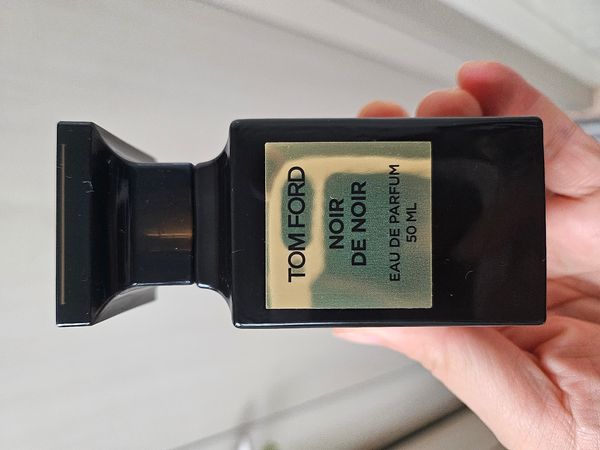 TOM FORD
NOIR
DE NOIR
EAU DE PARFUM
50 ML